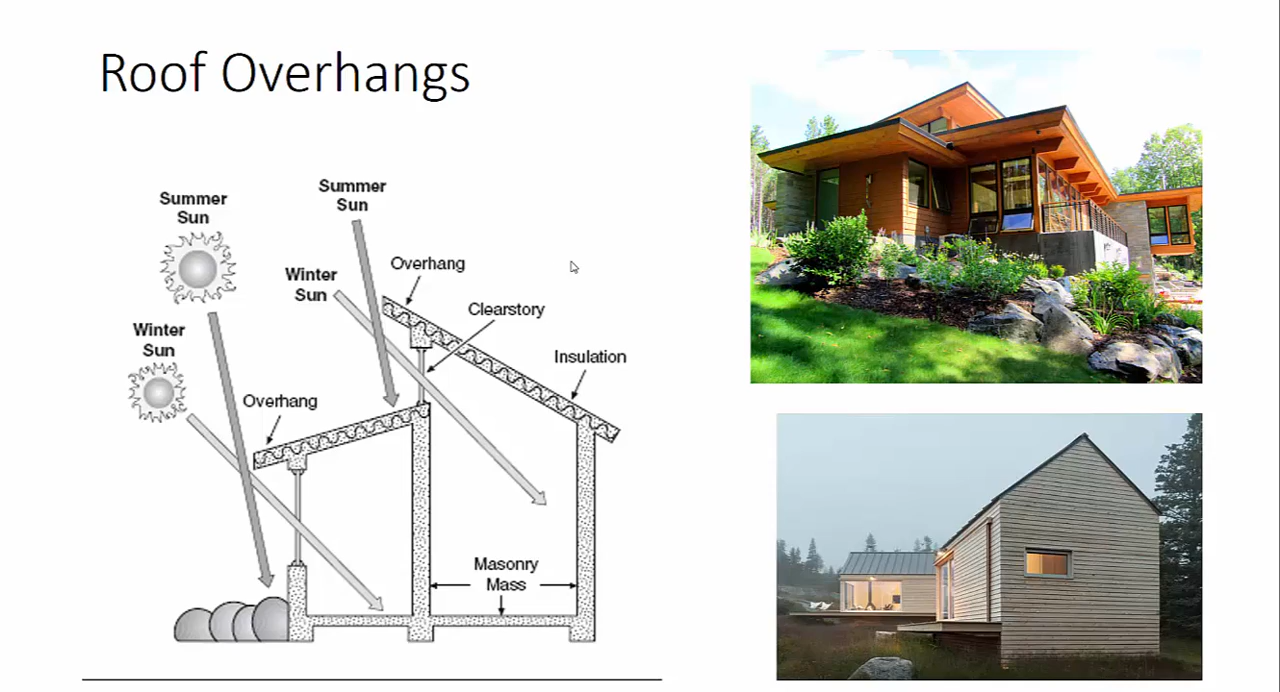 Roof Overhangs
Summer
Sun
Summer
Sun
Winter
Sun
Overhang
Clearstory
Winter
Sun
Insulation
Overhang
Masonry
Mass